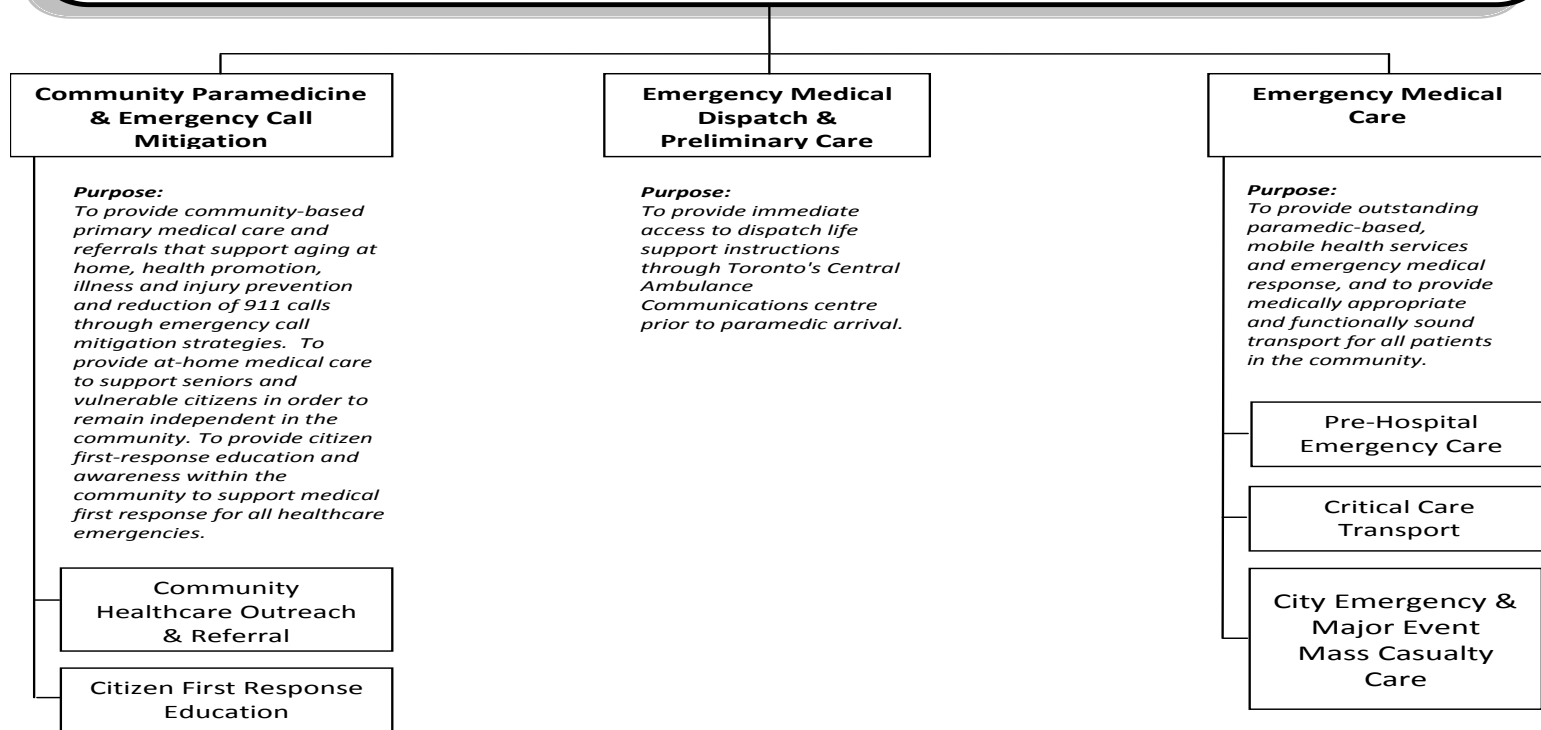 Community Paramedicine
& Emergency Call
Mitigation
Purpose:
To provide community-based
primary medical care and
referrals that support aging at
home, health promotion,
illness and injury prevention
and reduction of 911 calls
through emergency call
mitigation strategies.  To
provide at-home medical care
to support seniors and
vulnerable citizens in order to
remain independent in the
community. To provide citizen
first-response education and
awareness within the
community to support medical
first response for all healthcare
emergencies.
Community
Healthcare Outreach
& Referral
Citizen First Response
Education
Emergency Medical
Dispatch &
Preliminary Care
Purpose:
To provide immediate
access to dispatch life
support instructions
through Toronto's Central
Ambulance
Communications centre
prior to paramedic arrival.
Emergency Medical
Care
Purpose:
To provide outstanding
paramedic-based,
mobile health services
and emergency medical
response, and to provide
medically appropriate
and functionally sound
transport for all patients
in the community.
Pre-Hospital
Emergency Care
Critical Care
Transport
City Emergency &
Major Event
Mass Casualty
Care